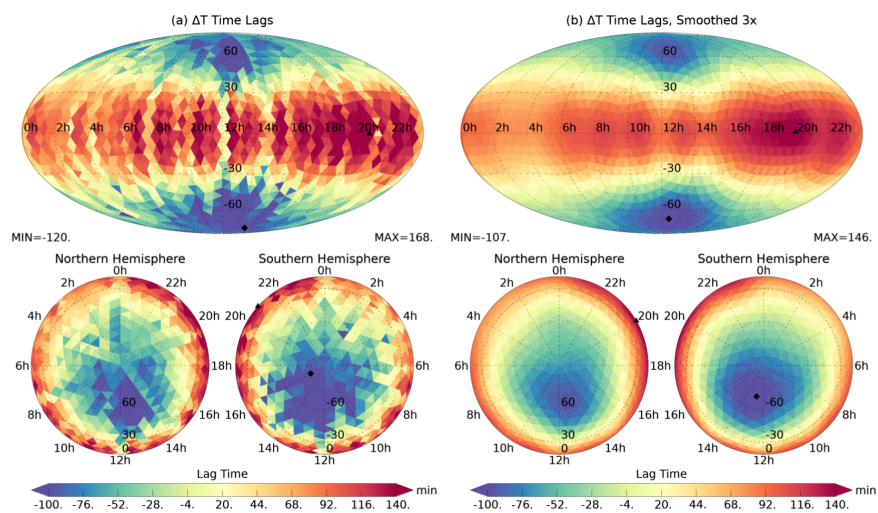 (a) ΔT Time Lags
60
30
0h 2h 4h 6h 8h 10h 12h 14h 16h 18h 20h 22h
-30
-60
MIN=-120. MAX=168.
Northern Hemisphere
0h
2h 22h
4h 20h
6h 18h
8h 16h
60
30
10h 0 14h
12h
Southern Hemisphere
0h
22h 2h
20h 4h
18h 6h
16h 8h
-60
-30
14h 0 10h
12h
Lag Time
-100. -76. -52. -28. -4. 20. 44. 68. 92. 116. 140. min
(b) ΔT Time Lags, Smoothed 3x
60
30
0h 2h 4h 6h 8h 10h 12h 14h 16h 18h 20h 22h
-30
-60
MIN=-107. MAX=146.
Northern Hemisphere
0h
2h 22h
4h 20h
6h 18h
8h 16h
60
30
10h 0 14h
12h
Southern Hemisphere
0h
22h 2h
20h 4h
18h 6h
16h 8h
-60
-30
14h 0 10h
12h
Lag Time
-100. -76. -52. -28. -4. 20. 44. 68. 92. 116. 140. min